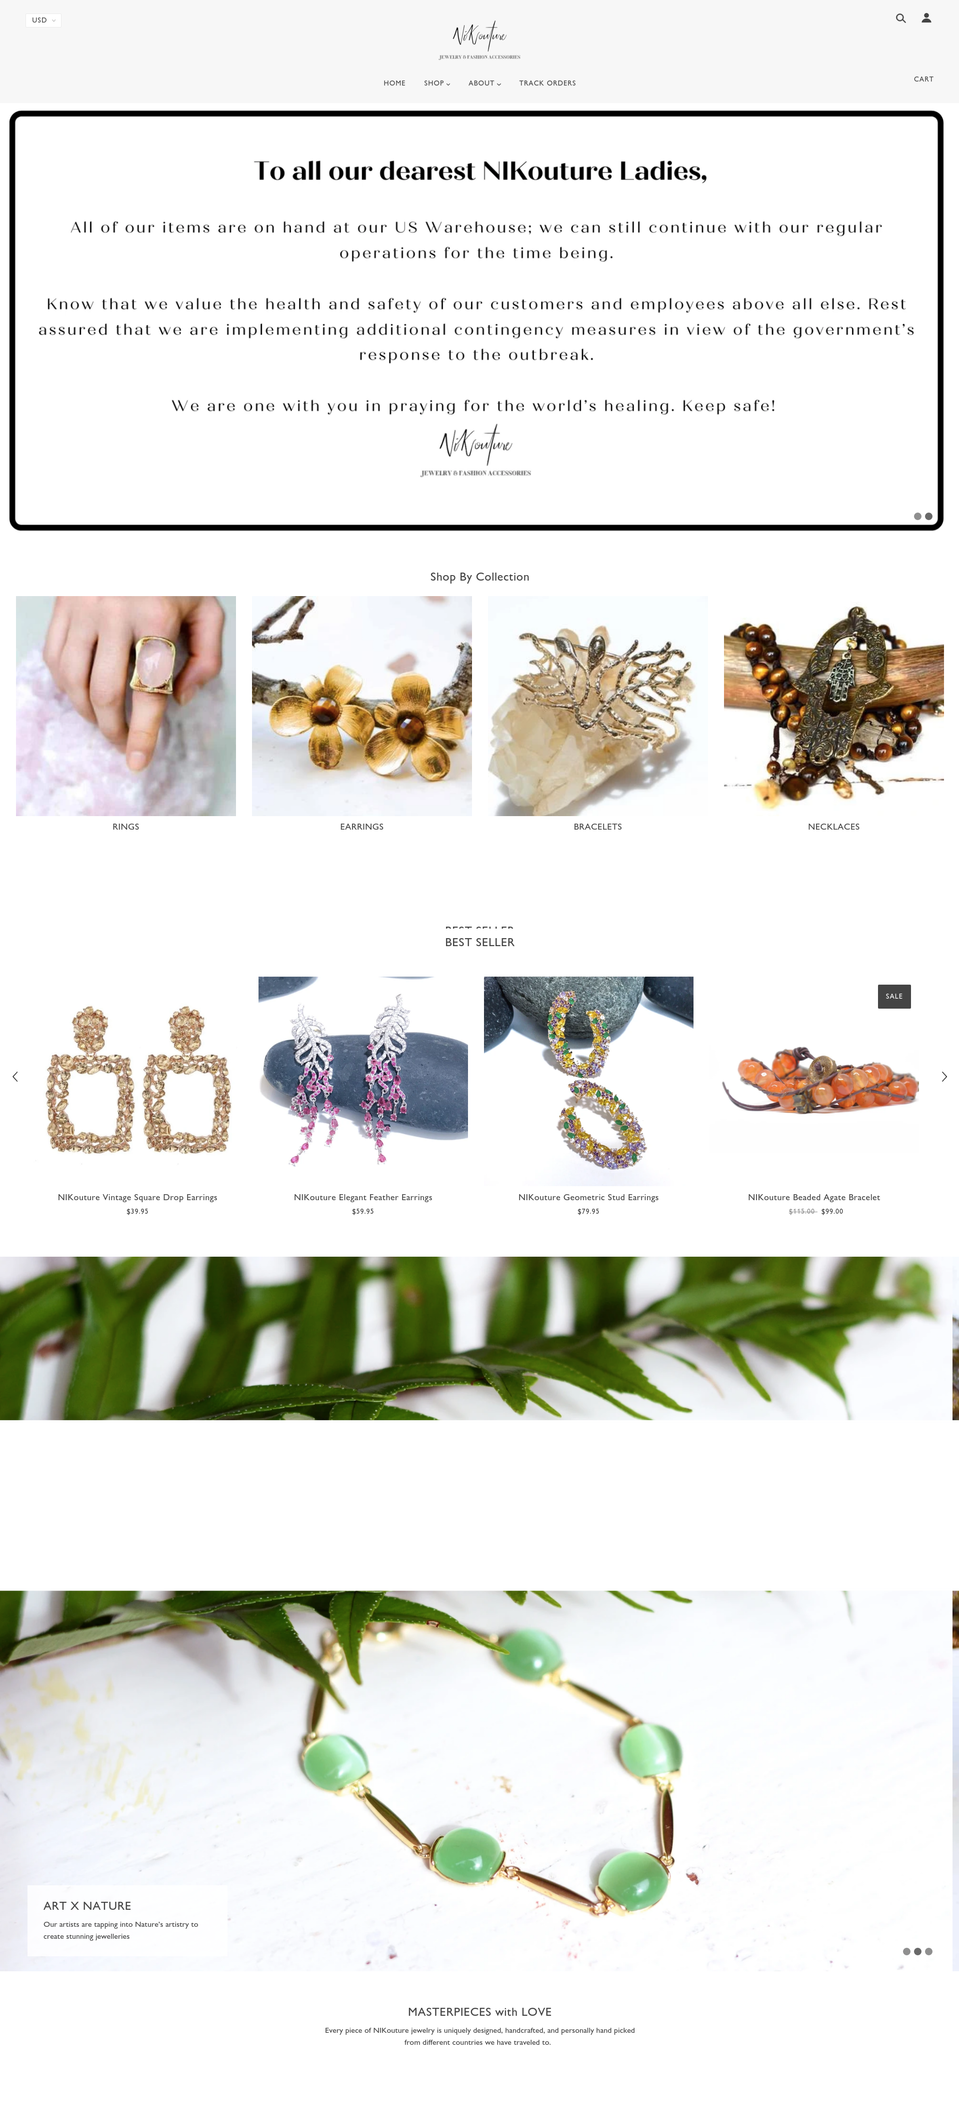 USD
NiKouture
JEWELRY & FASHION ACCESSORIES
HOME SHOP ABOUT TRACK ORDERS
CART
To all our dearest NIKouture Ladies,
All of our items are on hand at our US Warehouse; we can still continue with our regular
operations for the time being.
Know that we value the health and safety of our customers and employees above all else. Rest
assured that we are implementing additional contingency measures in view of the government's
response to the outbreak.
We are one with you in praying for the world's healing. Keep safe!
NiKouture
JEWELRY & FASHION ACCESSORIES
Shop By Collection
RINGS EARRINGS BRACELETS NECKLACES
BEST SELLER
BEST SELLER
SALE
NIKouture Vintage Square Drop Earrings
$39.95
NIKouture Elegant Feather Earrings
$59.95
NIKouture Geometric Stud Earrings
$79.95
NIKouture Beaded Agate Bracelet
$115.00 $99.00
ART X NATURE
Our artists are tapping into Nature's artistry to
create stunning jewelleries
MASTERPIECES with LOVE
Every piece of NIKouture jewelry is uniquely designed, handcrafted, and personally hand picked
from different countries we have traveled to.